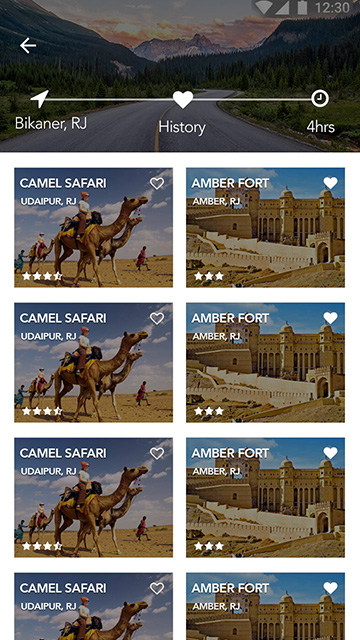 12:30
Bikaner, RJ
History
4hrs
CAMEL SAFARI
UDAIPUR, RJ
AMBER FORT
AMBER, RJ
CAMEL SAFARI
UDAIPUR, RJ
AMBER FORT
AMBER, RJ
CAMEL SAFARI
UDAIPUR, RJ
AMBER FORT
AMBER, RJ
CAMEL SAFARI
UDAIPUR, RJ
AMBER FORT
AMBER, RJ